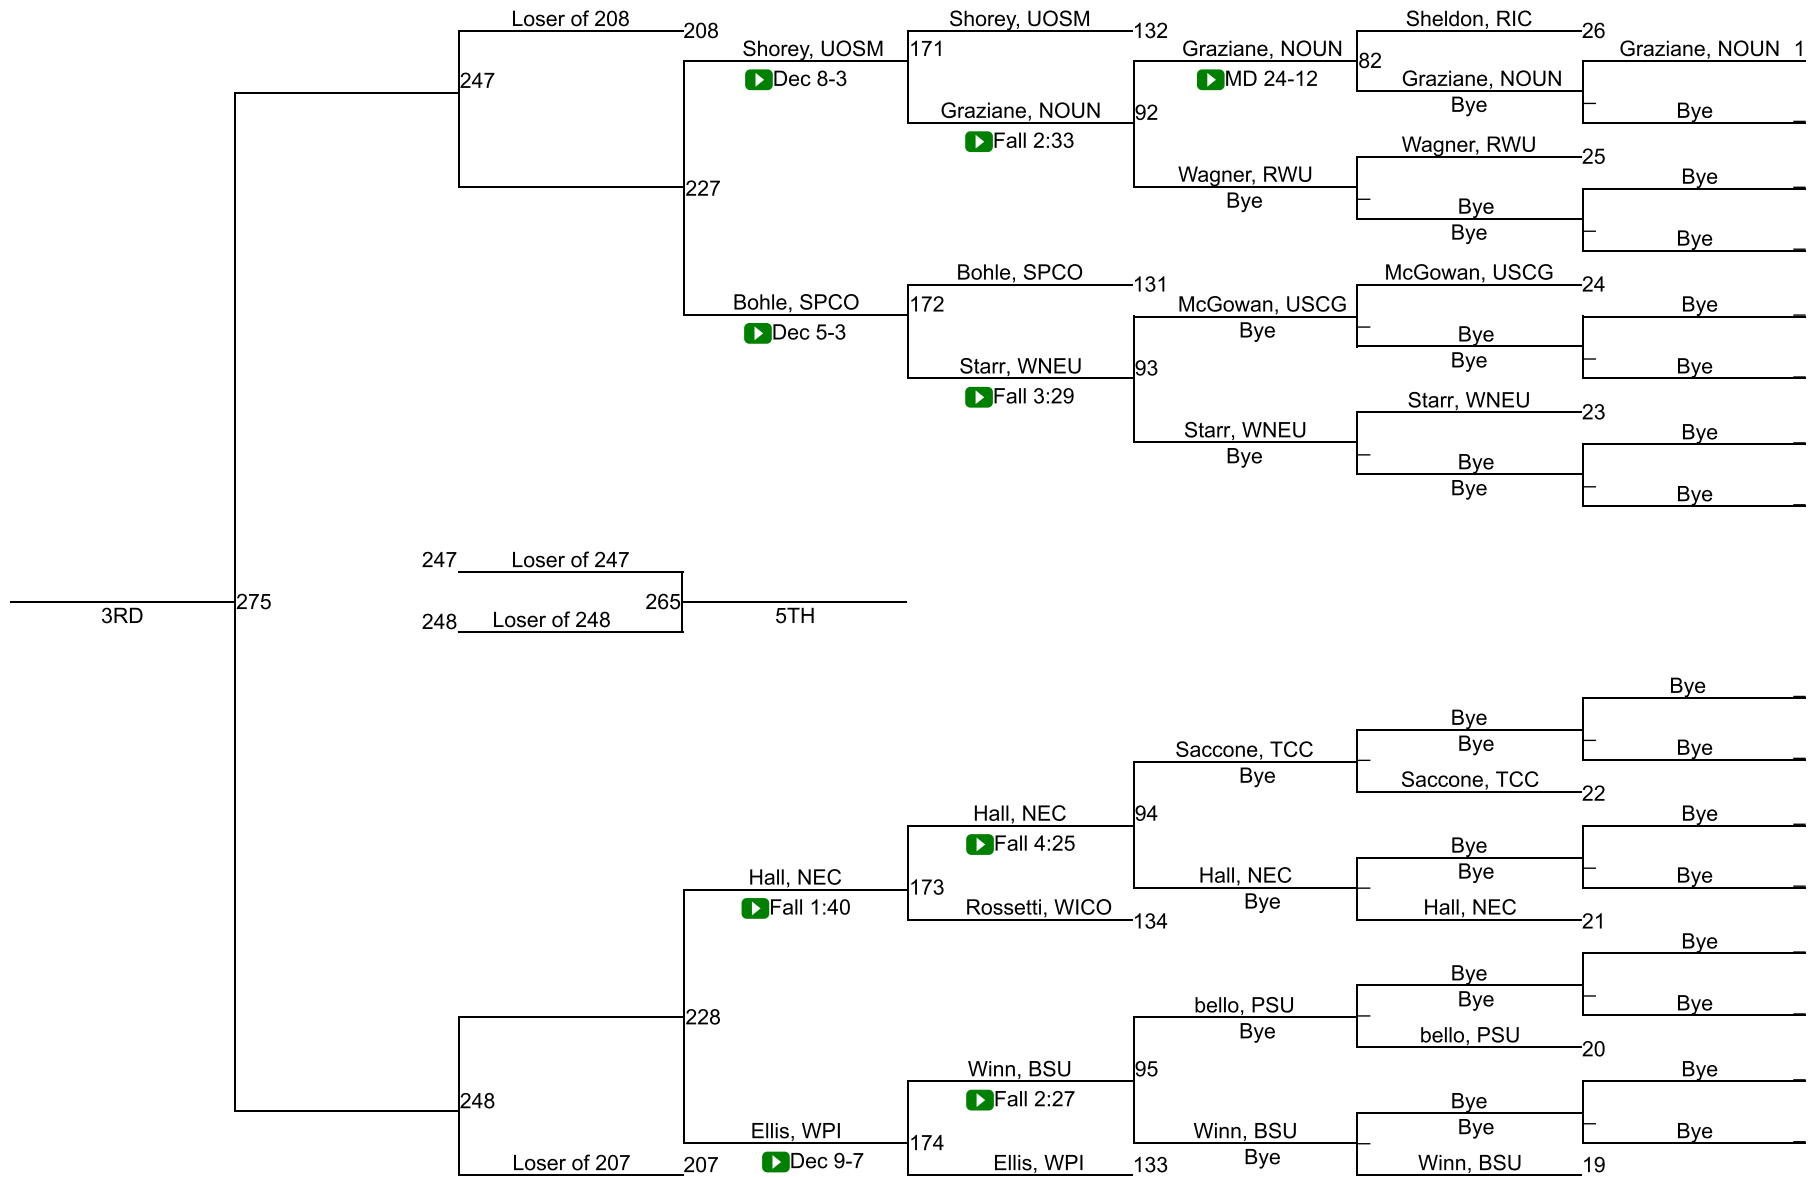 Loser of 208
208
Shorey, UOSM
132
Sheldon, RIC
26
247
Shorey, UOSM
Dec 8-3
171
Graziane, NOUN
MD 24-12
82
Graziane, NOUN
Bye
Graziane, NOUN 1
Graziane, NOUN
Fall 2:33
92
Bye
Wagner, RWU
25
227
Wagner, RWU
Bye
Bye
Bye
Bye
Bye
Bohle, SPCO
131
McGowan, USCG
24
Bohle, SPCO
Dec 5-3
172
McGowan, USCG
Bye
Bye
Bye
Bye
Starr, WNEU
Fall 3:29
93
Bye
Starr, WNEU
23
Starr, WNEU
Bye
Bye
Bye
Bye
Bye
247
Loser of 247
3RD
275
265
5TH
248
Loser of 248
Bye
Bye
Bye
Saccone, TCC
Bye
Bye
Saccone, TCC
22
Hall, NEC
Fall 4:25
94
Bye
Bye
Bye
Hall, NEC
Fall 1:40
173
Hall, NEC
Bye
Bye
Rossetti, WICO
134
Hall, NEC
21
Bye
Bye
Bye
228
bello, PSU
Bye
Bye
bello, PSU
20
Winn, BSU
Fall 2:27
95
Bye
248
Bye
Bye
Ellis, WPI
Dec 9-7
174
Winn, BSU
Bye
Bye
Loser of 207
207
Ellis, WPI
133
Winn, BSU
19